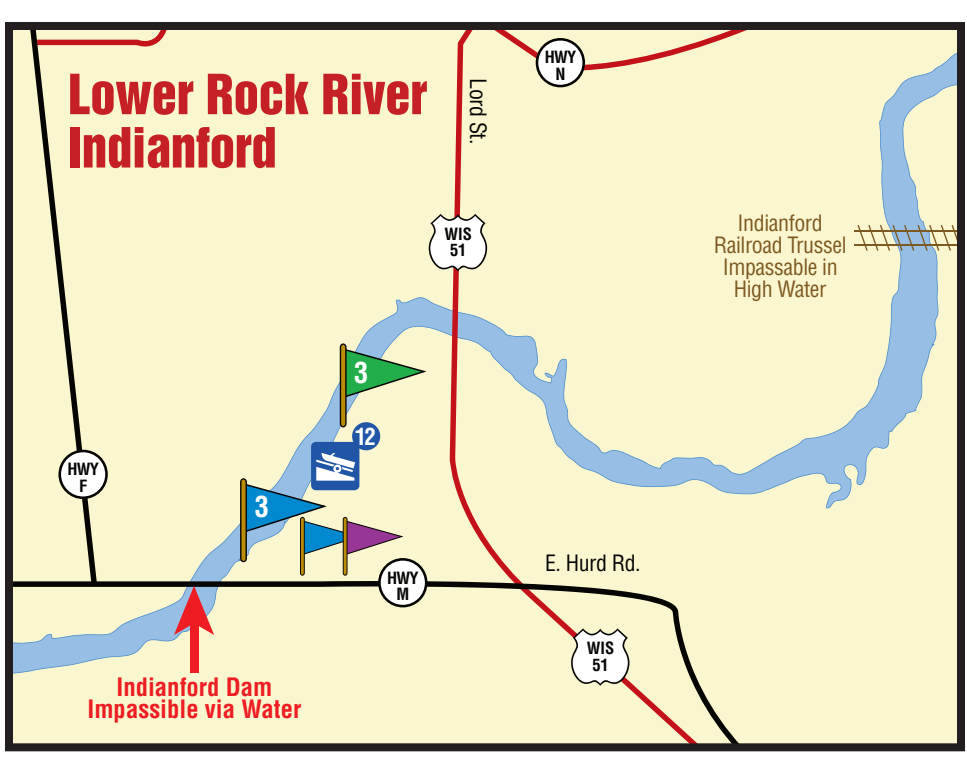 Lower Rock River
Indianford
HWY
N
Lord St.
WIS
51
Indianford
Railroad Trussel
Impassable in
High Water
3
12
HWY
F
3
E. Hurd Rd.
HWY
M
WIS
51
Indianford Dam
Impassible via Water